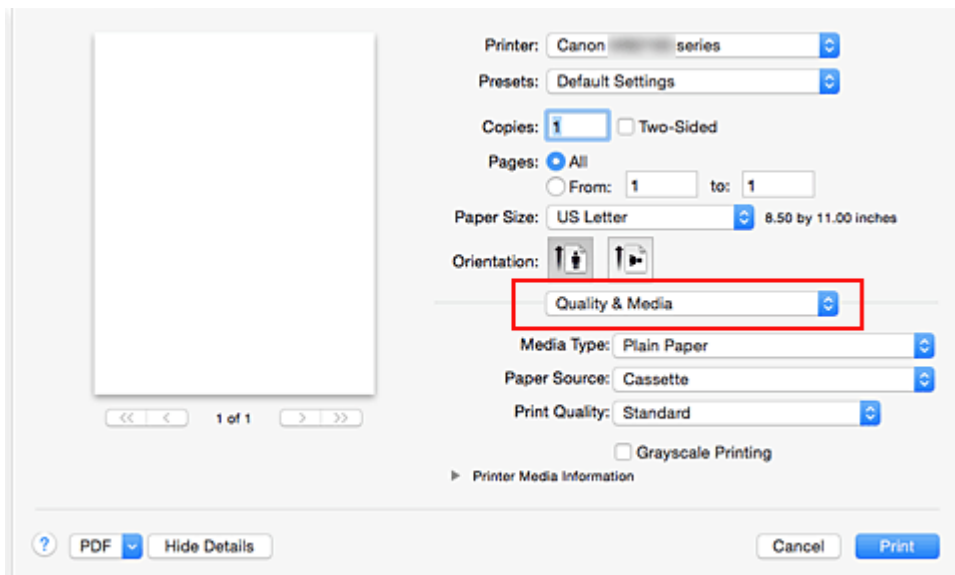 Printer: Canon series
Presets: Default Settings
Copies: 1 Two-Sided
Pages: All
From: 1 to: 1
Paper Size: US Letter 8.50 by 11.00 inches
Orientation:
Quality & Media
Media Type: Plain Paper
Paper Source: Cassette
Print Quality: Standard
Grayscale Printing
Printer Media Information
<< < 1 of 1 > >>
? PDF Hide Details Cancel Print